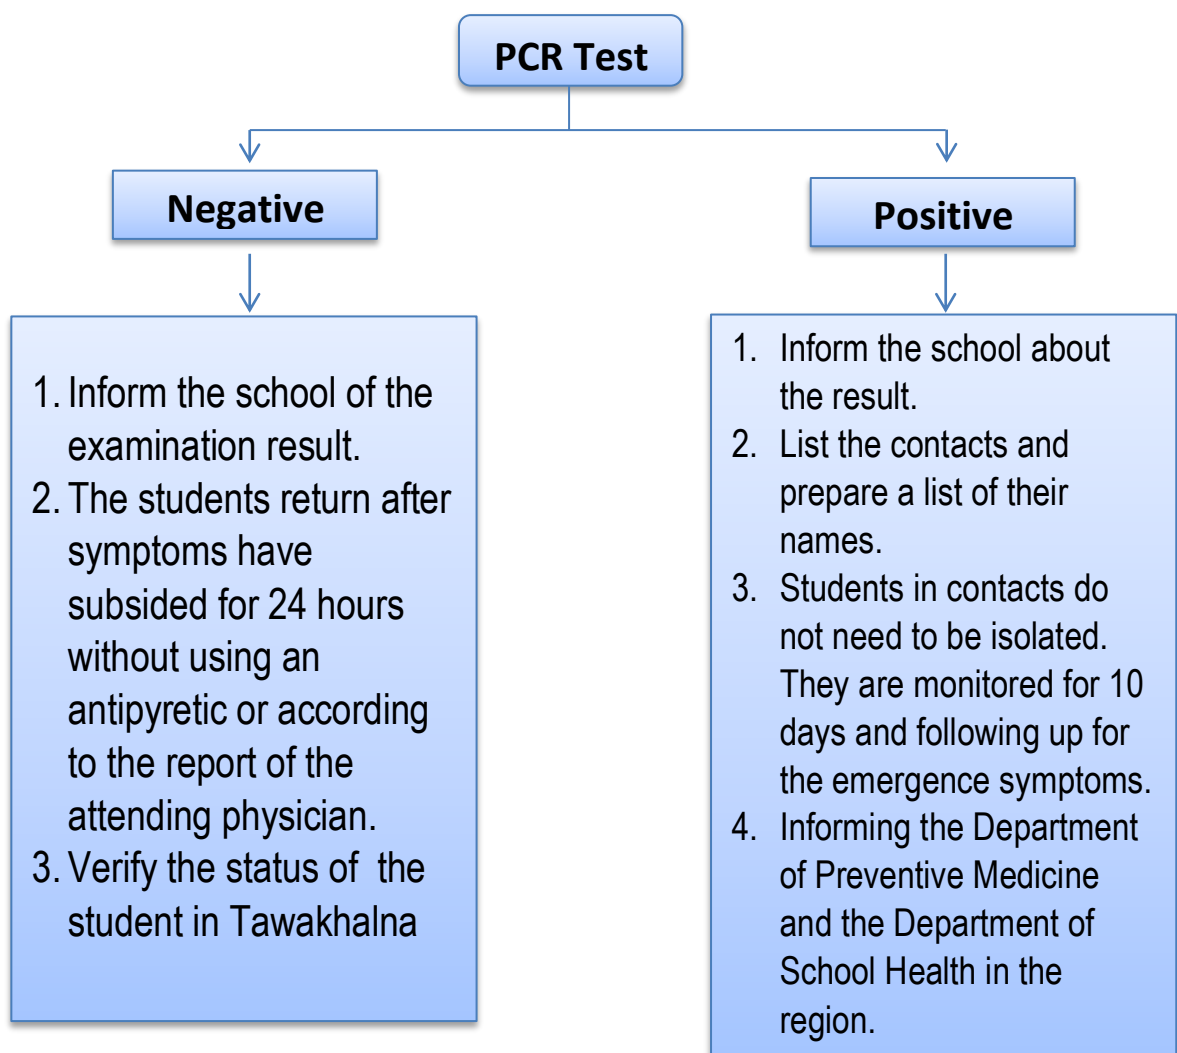 PCR Test
Negative
1. Inform the school of the
examination result.
2. The students return after
symptoms have
subsided for 24 hours
without using an
antipyretic or according
to the report of the
attending physician.
3. Verify the status of the
student in Tawakhalna
Positive
1. Inform the school about
the result.
2. List the contacts and
prepare a list of their
names.
3. Students in contacts do
not need to be isolated.
They are monitored for 10
days and following up for
the emergence symptoms.
4. Informing the Department
of Preventive Medicine
and the Department of
School Health in the
region.